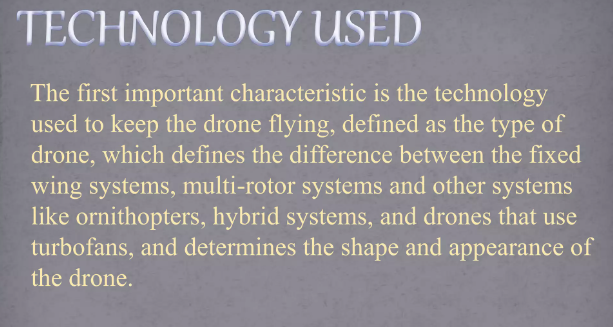 TECHNOLOGY USED
The first important characteristic is the technology
used to keep the drone flying, defined as the type of
drone, which defines the difference between the fixed
wing systems, multi-rotor systems and other systems
like ornithopters, hybrid systems, and drones that use
turbofans, and determines the shape and appearance of
the drone.